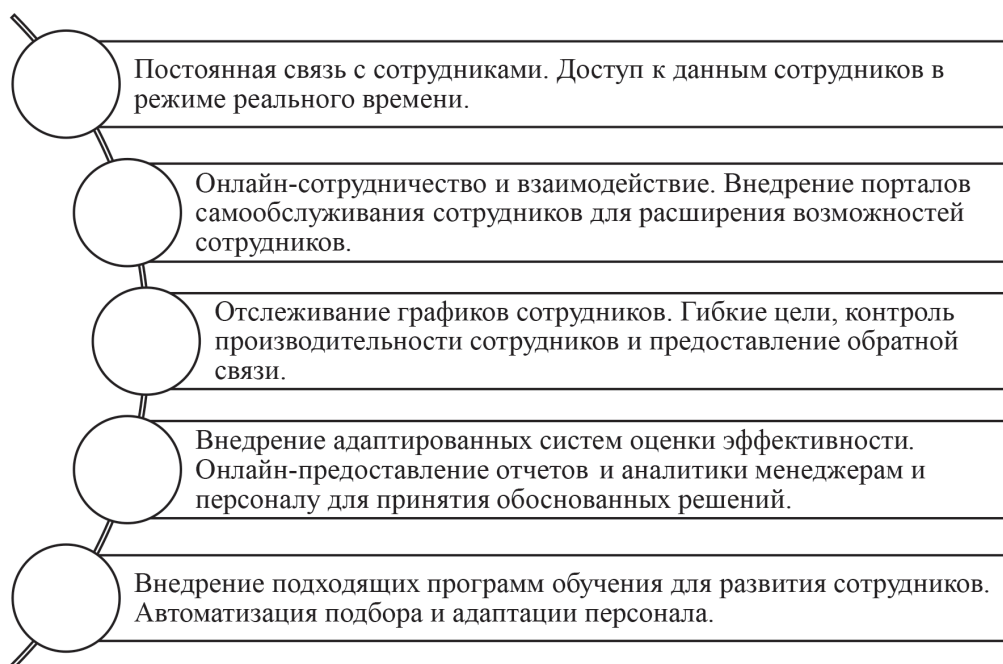 Постоянная связь с сотрудниками. Доступ к данным сотрудников в
режиме реального времени.
Онлайн-сотрудничество и взаимодействие. Внедрение порталов
самообслуживания сотрудников для расширения возможностей
сотрудников.
Отслеживание графиков сотрудников. Гибкие цели, контроль
производительности сотрудников и предоставление обратной
связи.
Внедрение адаптированных систем оценки эффективности.
Онлайн-предоставление отчетов и аналитики менеджерам и
персоналу для принятия обоснованных решений.
Внедрение подходящих программ обучения для развития сотрудников.
Автоматизация подбора и адаптации персонала.